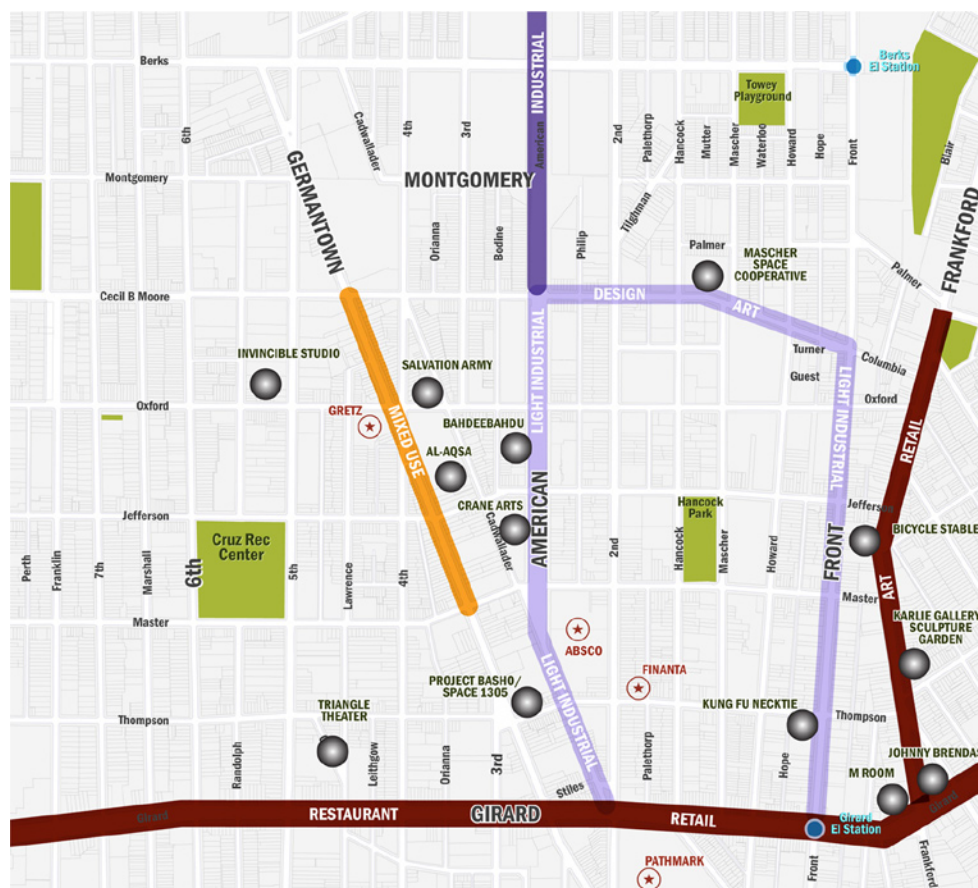 Berks
Berks
El Station
6th
Cadwallader
4th
3rd
INDUSTRIAL
American
2nd
Palethorp
Hancock
Mutter
Mascher
Waterloo
Howard
Hope
Front
Towey
Playground
Blair
GERMANTOWN
Montgomery
MONTGOMERY
Orianna
Bodine
Philip
Tilghman
Palmer
MASCHER
SPACE
COOPERATIVE
Palmer
FRANKFORD
Cecil B Moore
DESIGN
ART
LIGHT INDUSTRIAL
Turner
Guest
Columbia
Oxford
LIGHT INDUSTRIAL
INVINCIBLE STUDIO
SALVATION ARMY
Oxford
GRETZ
MIXED USE
BAHDEEBAHDU
AL-AQSA
RETAIL
CRANE ARTS
Cadwallader
AMERICAN
Jefferson
Cruz Rec
Center
Hancock
Park
Jefferson
BICYCLE STABLE
Perth
Franklin
7th
Marshall
6th
5th
Lawrence
4th
2nd
Hancock
Mascher
Howard
FRONT
ART
Master
Master
KARLIE GALLERY
SCULPTURE
GARDEN
ABSCO
LIGHT INDUSTRIAL
FINANTA
PROJECT BASHO/
SPACE 1305
KUNG FU NECKTIE
Thompson
TRIANGLE
THEATER
Thompson
Randolph
Leithgow
Orianna
3rd
Stiles
Palethorp
Hope
JOHNNY BRENDAS
M ROOM
Girard
RESTAURANT
GIRARD
RETAIL
Girard
El Station
Girard
Front
Frankford
PATHMARK